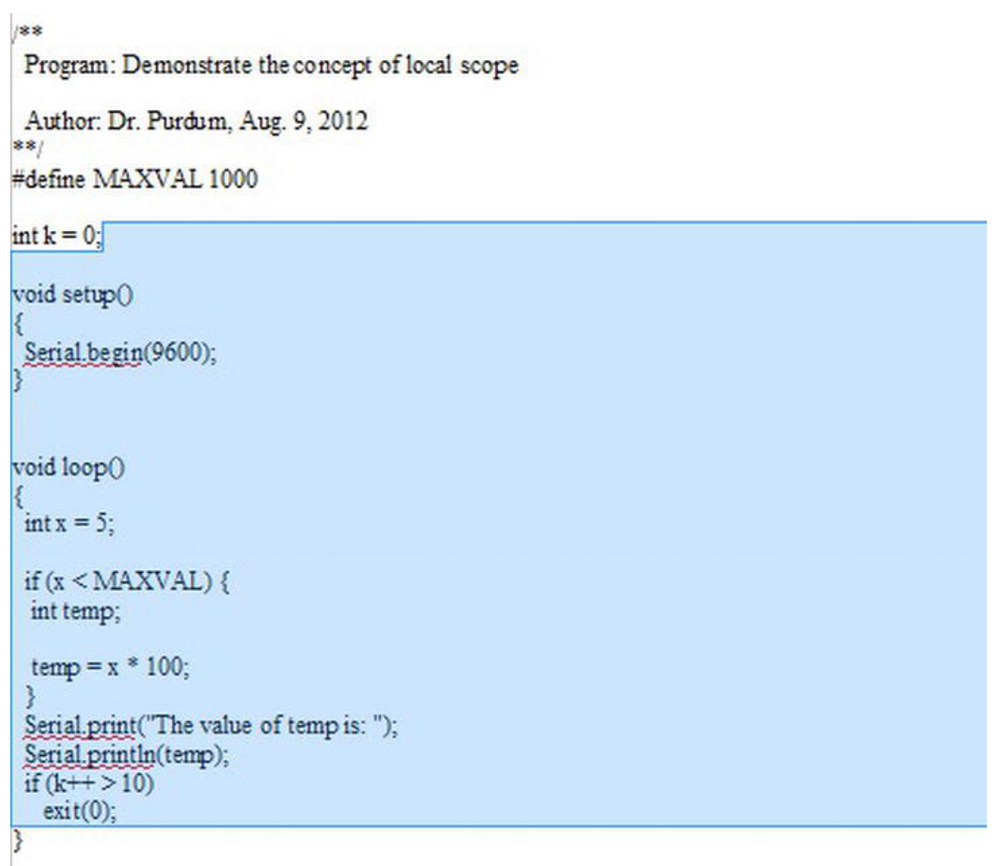 /**
Program: Demonstrate the concept of local scope
Author: Dr. Purdum, Aug. 9, 2012
**/
#define MAXVAL 1000
int k = 0;
void setup()
{
Serial.begin(9600);
}
void loop()
{
int x = 5;
if (x < MAXVAL) {
int temp;
temp = x * 100;
}
Serial.print("The value of temp is: ");
Serial.println(temp);
if (k++ > 10)
exit(0);
}